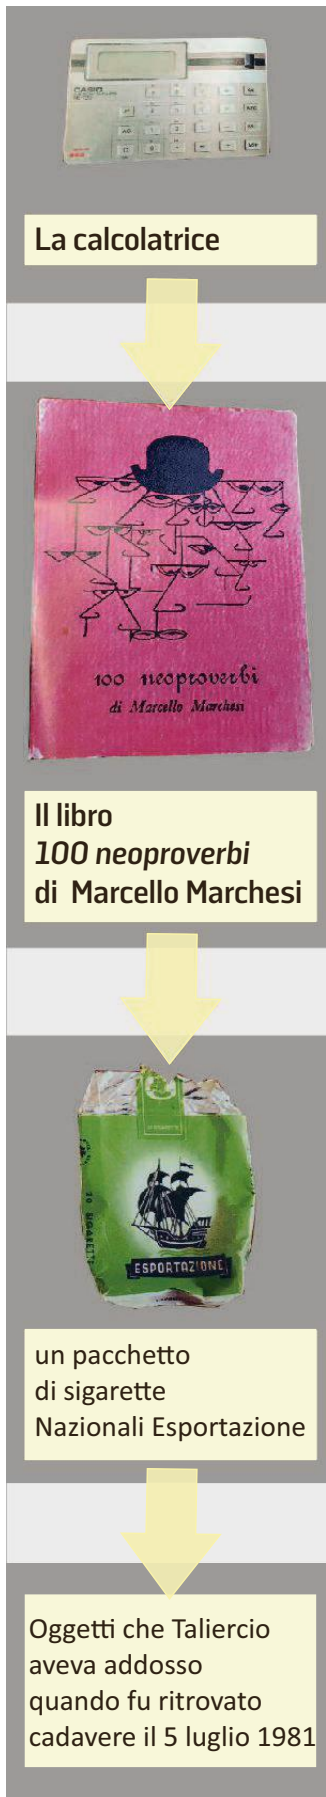 CASIO
La calcolatrice
100 neoproverbi
di Marcello Marchesi
Il libro
100 neoproverbi
di Marcello Marchesi
ESPORTAZIONE
un pacchetto
di sigarette
Nazionali Esportazione
Oggetti che Taliercio
aveva addosso
quando fu ritrovato
cadavere il 5 luglio 1981